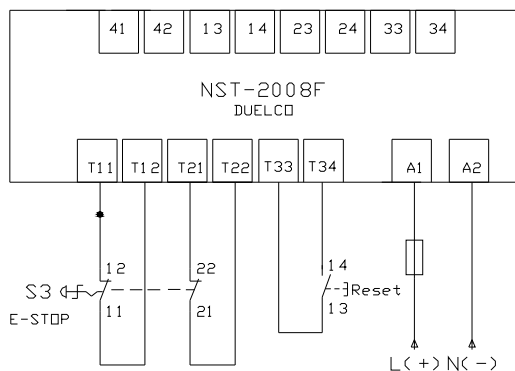 41 42 13 14 23 24 33 34
NST-2008F
DUELCO
T11 T12 T21 T22 T33 T34 A1 A2
12 22 14
S3 Reset
11 21 13
E-STOP
L(+) N(-)